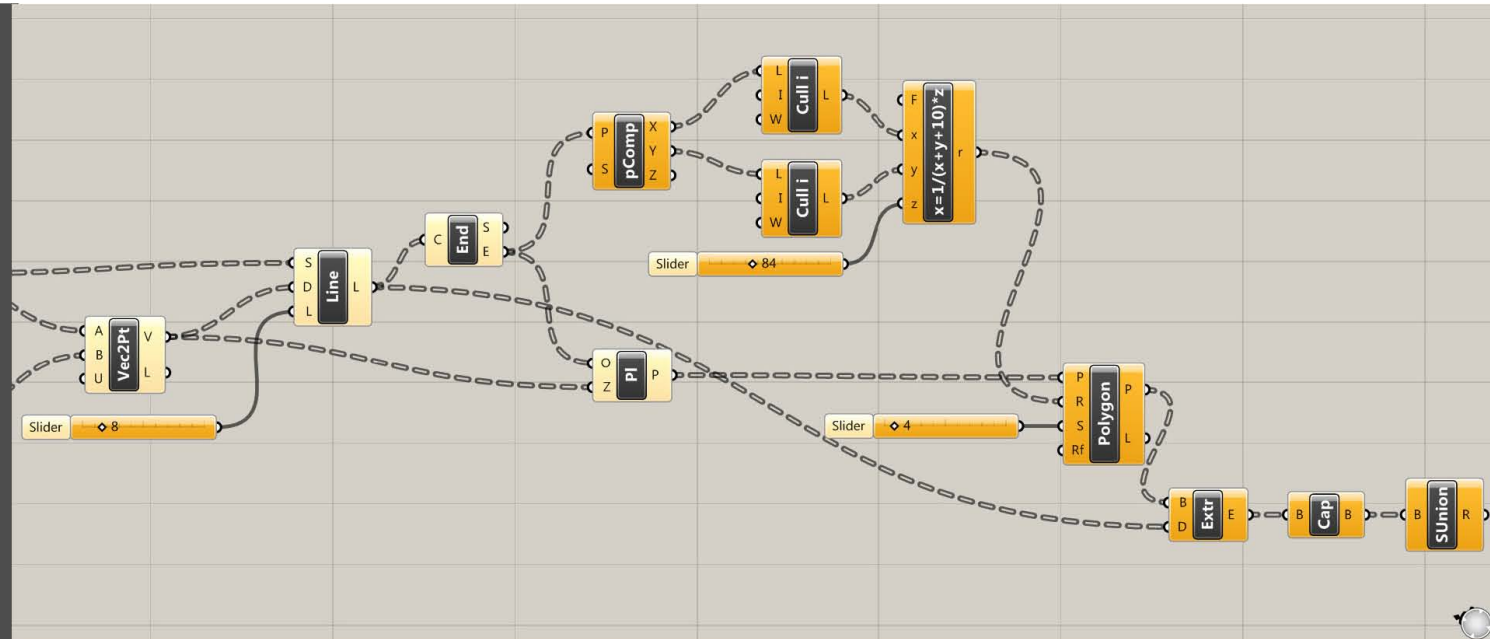 L
I
W
Cull i
L
F
x
y
z
x=1/(x+y+10)*z
r
P
S
pComp
X
Y
Z
L
I
W
Cull i
L
C
End
S
E
Slider
84
S
D
L
Line
L
A
B
U
Vec2Pt
V
L
O
Z
Pl
P
Slider
8
Slider
4
P
R
S
Rf
Polygon
P
L
B
D
Extr
E
B
Cap
B
B
SUnion
R